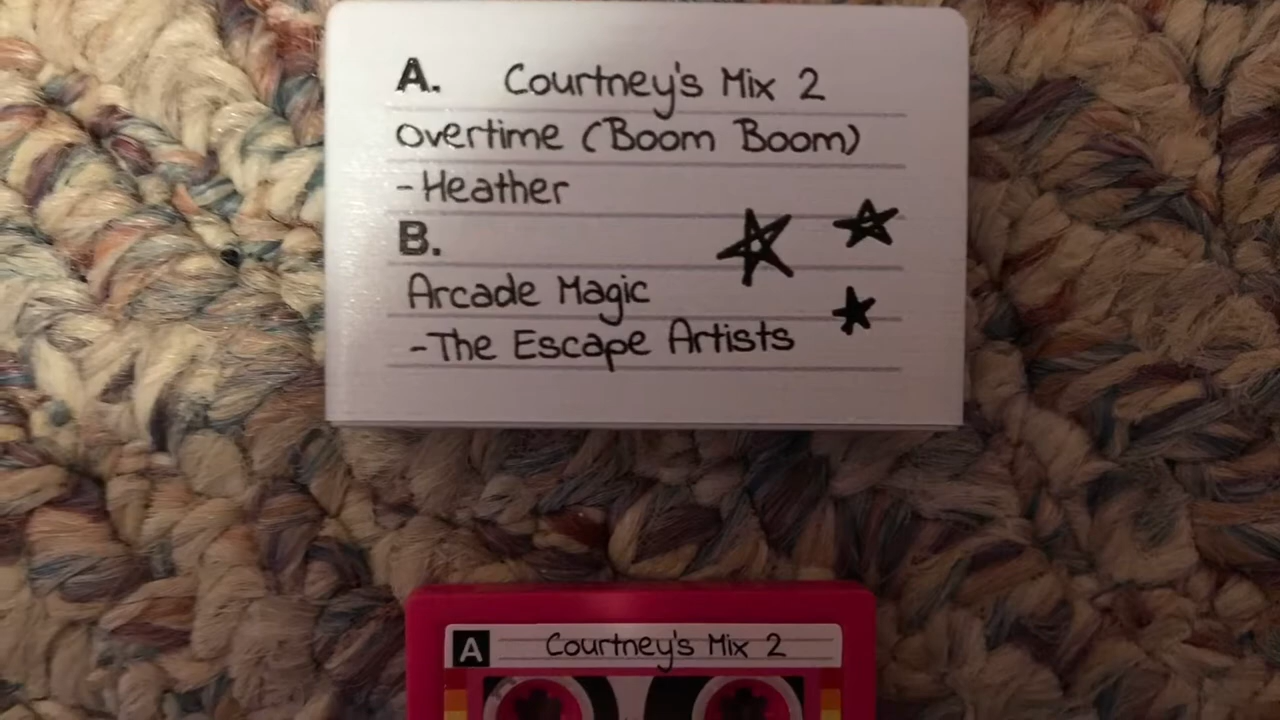 A. Courtney's Mix 2
overtime (Boom Boom)
-Heather
B.
Arcade Magic
-The Escape Artists
A Courtney's Mix 2